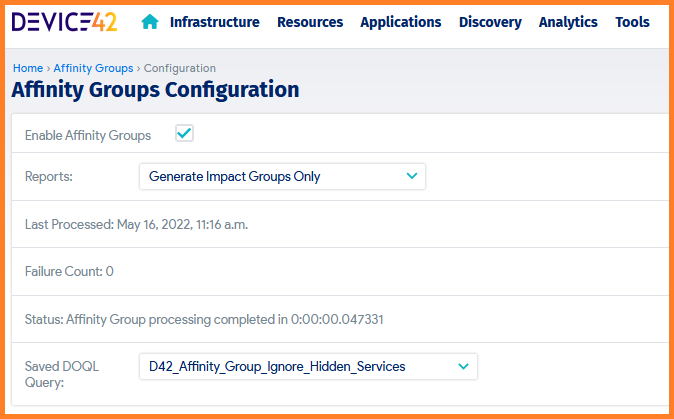 DEVICE42 Infrastructure Resources Applications Discovery Analytics Tools
Home › Affinity Groups › Configuration
Affinity Groups Configuration
Enable Affinity Groups
Reports: Generate Impact Groups Only
Last Processed: May 16, 2022, 11:16 a.m.
Failure Count: 0
Status: Affinity Group processing completed in 0:00:00.047331
Saved DOQL D42_Affinity_Group_Ignore_Hidden_Services
Query: